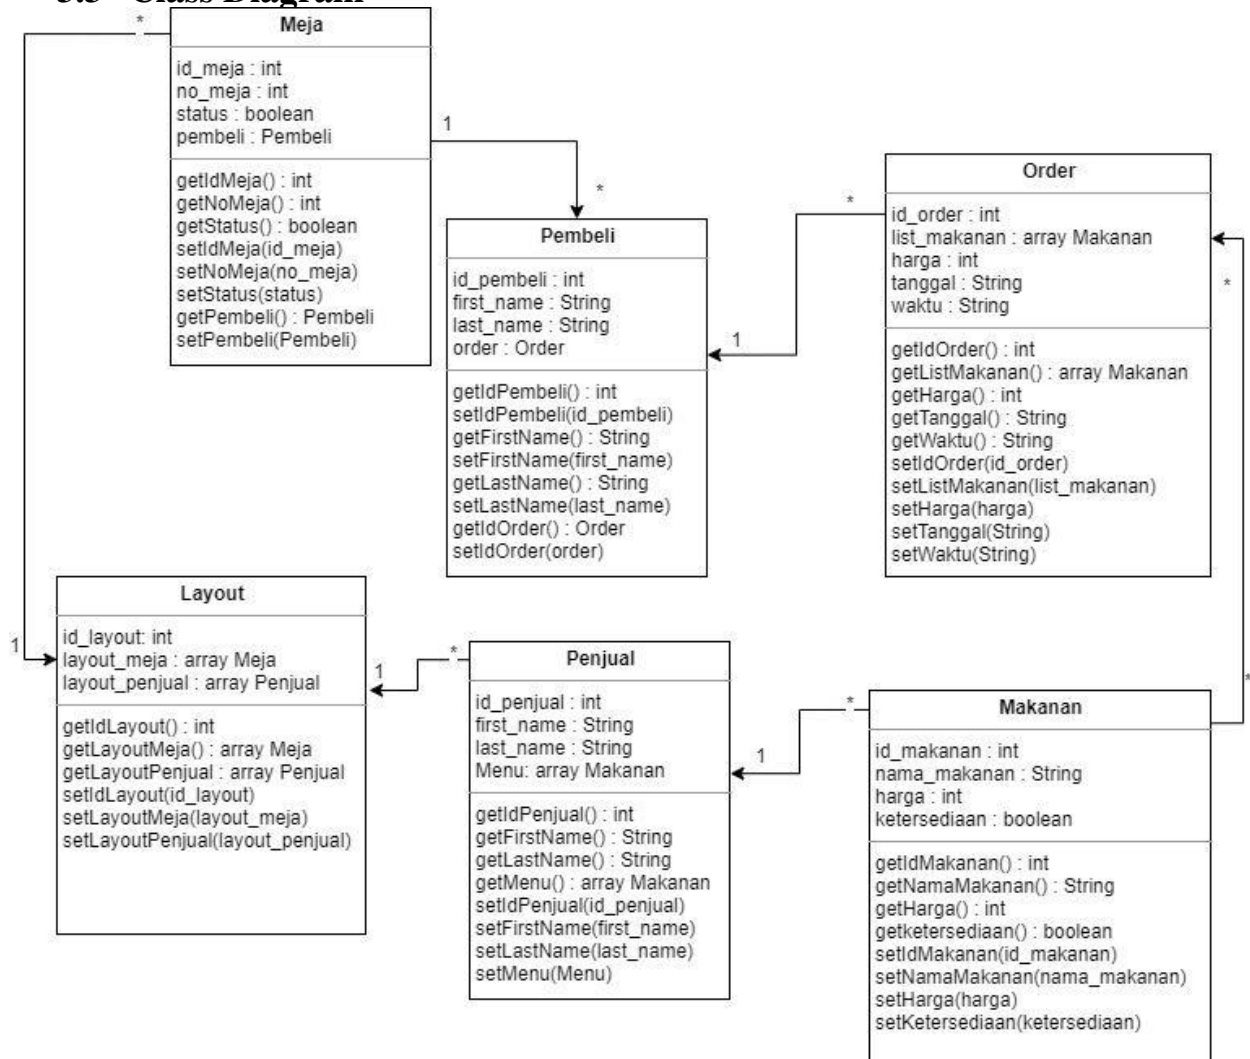 3.3 Class Diagram
*
Meja
id_meja : int
no_meja : int
status : boolean
pembeli : Pembeli
getIdMeja() : int
getNoMeja() : int
getStatus() : boolean
setIdMeja(id_meja)
setNoMeja(no_meja)
setStatus(status)
getPembeli() : Pembeli
setPembeli(Pembeli)
1
*
Pembeli
id_pembeli : int
first_name : String
last_name : String
order : Order
getIdPembeli() : int
setIdPembeli(id_pembeli)
getFirstName() : String
setFirstName(first_name)
getLastName() : String
setLastName(last_name)
getIdOrder() : Order
setIdOrder(order)
*
1
Order
id_order : int
list_makanan : array Makanan
harga : int
tanggal : String
waktu : String
getIdOrder() : int
getListMakanan() : array Makanan
getHarga() : int
getTanggal() : String
getWaktu() : String
setIdOrder(id_order)
setListMakanan(list_makanan)
setHarga(harga)
setTanggal(String)
setWaktu(String)
*
*
1
Layout
id_layout: int
layout_meja : array Meja
layout_penjual : array Penjual
getIdLayout() : int
getLayoutMeja() : array Meja
getLayoutPenjual : array Penjual
setIdLayout(id_layout)
setLayoutMeja(layout_meja)
setLayoutPenjual(layout_penjual)
1
*
Penjual
id_penjual : int
first_name : String
last_name : String
Menu: array Makanan
getIdPenjual() : int
getFirstName() : String
getLastName() : String
getMenu() : array Makanan
setIdPenjual(id_penjual)
setFirstName(first_name)
setLastName(last_name)
setMenu(Menu)
1
*
Makanan
id_makanan : int
nama_makanan : String
harga : int
ketersediaan : boolean
getIdMakanan() : int
getNamaMakanan() : String
getHarga() : int
getketersediaan() : boolean
setIdMakanan(id_makanan)
setNamaMakanan(nama_makanan)
setHarga(harga)
setKetersediaan(ketersediaan)